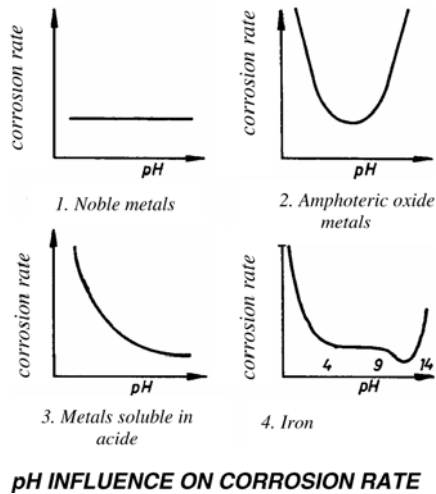 corrosion rate
pH
1. Noble metals
corrosion rate
pH
2. Amphoteric oxide
metals
corrosion rate
pH
3. Metals soluble in
acide
corrosion rate
4 9 14
pH
4. Iron
pH INFLUENCE ON CORROSION RATE